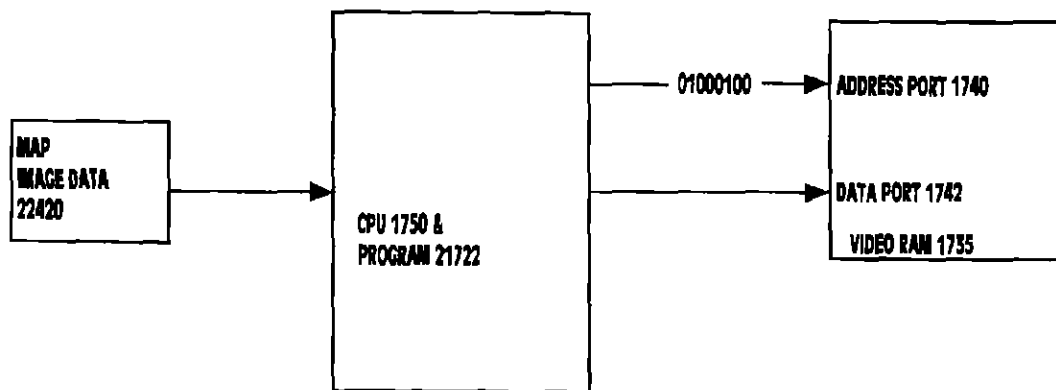 MAP
IMAGE DATA
22420
CPU 1750 &
PROGRAM 21722
01000100
ADDRESS PORT 1740
DATA PORT 1742
VIDEO RAM 1735